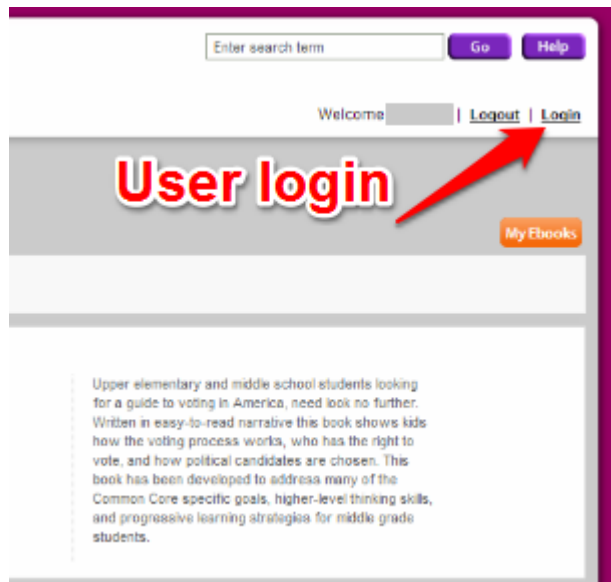 Enter search term Go Help
Welcome | Logout | Login
User login
My Ebooks
Upper elementary and middle school students looking
for a guide to voting in America, need look no further.
Written in easy-to-read narrative this book shows kids
how the voting process works, who has the right to
vote, and how political candidates are chosen. This
book has been developed to address many of the
Common Core specific goals, higher-level thinking skills,
and progressive learning strategies for middle grade
students.